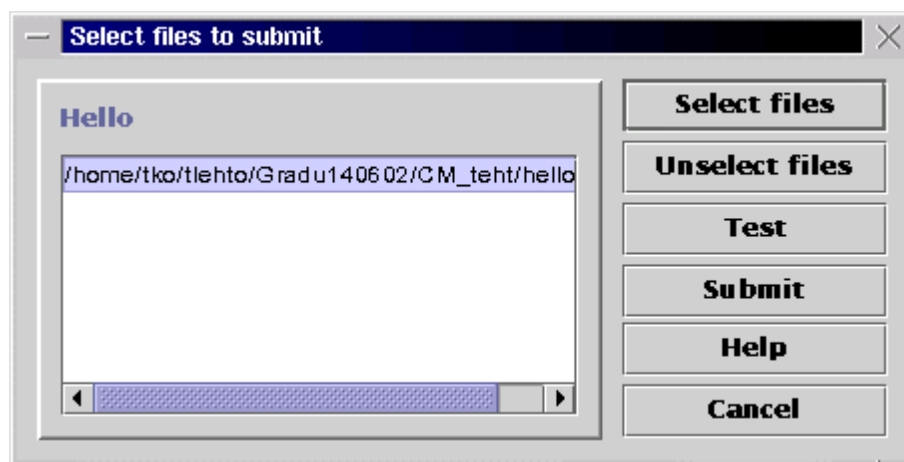 Select files to submit
Hello
/home/tko/tlehto/Gradu140602/CM_teht/hello
Select files
Unselect files
Test
Submit
Help
Cancel